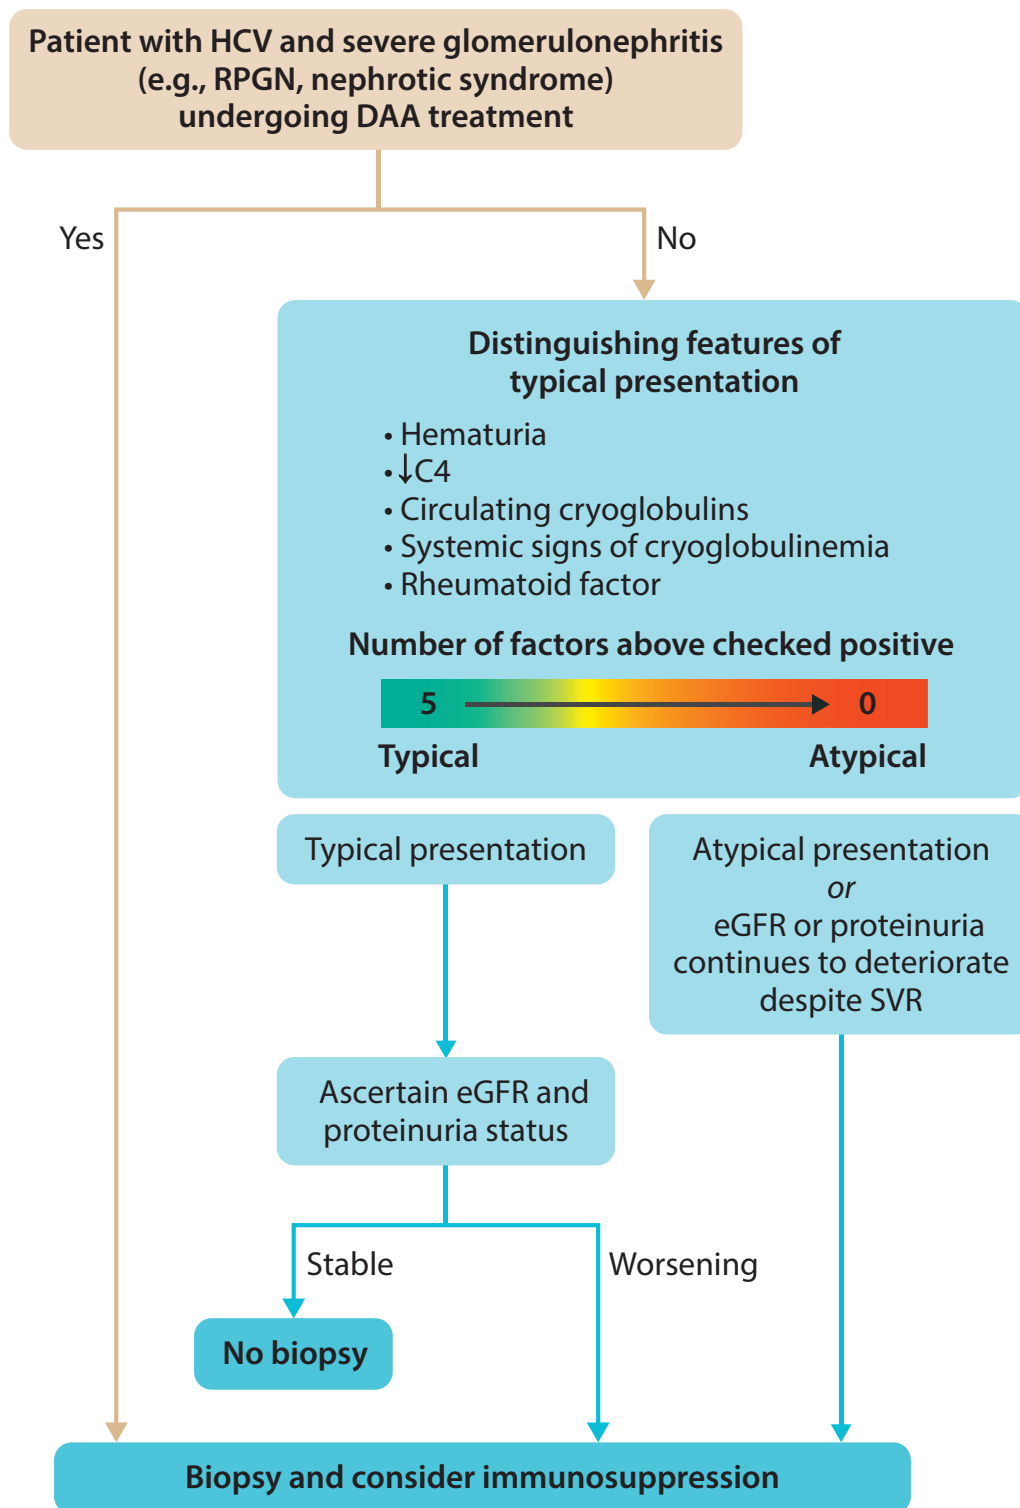 Patient with HCV and severe glomerulonephritis
(e.g., RPGN, nephrotic syndrome)
undergoing DAA treatment
Yes
No
Distinguishing features of
typical presentation
• Hematuria
• ↓C4
• Circulating cryoglobulins
• Systemic signs of cryoglobulinemia
• Rheumatoid factor
Number of factors above checked positive
5 0
Typical Atypical
Typical presentation
Atypical presentation
or
eGFR or proteinuria
continues to deteriorate
despite SVR
Ascertain eGFR and
proteinuria status
Stable
Worsening
No biopsy
Biopsy and consider immunosuppression